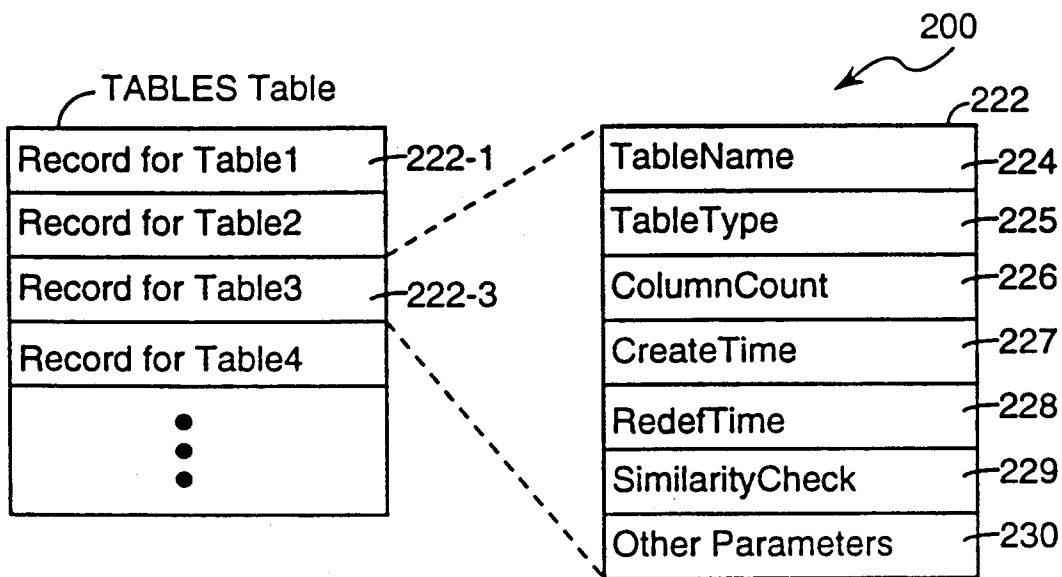 200
TABLES Table
222
Record for Table1
222-1
Record for Table2
Record for Table3
222-3
Record for Table4
TableName
224
TableType
225
ColumnCount
226
CreateTime
227
RedefTime
228
SimilarityCheck
229
Other Parameters
230